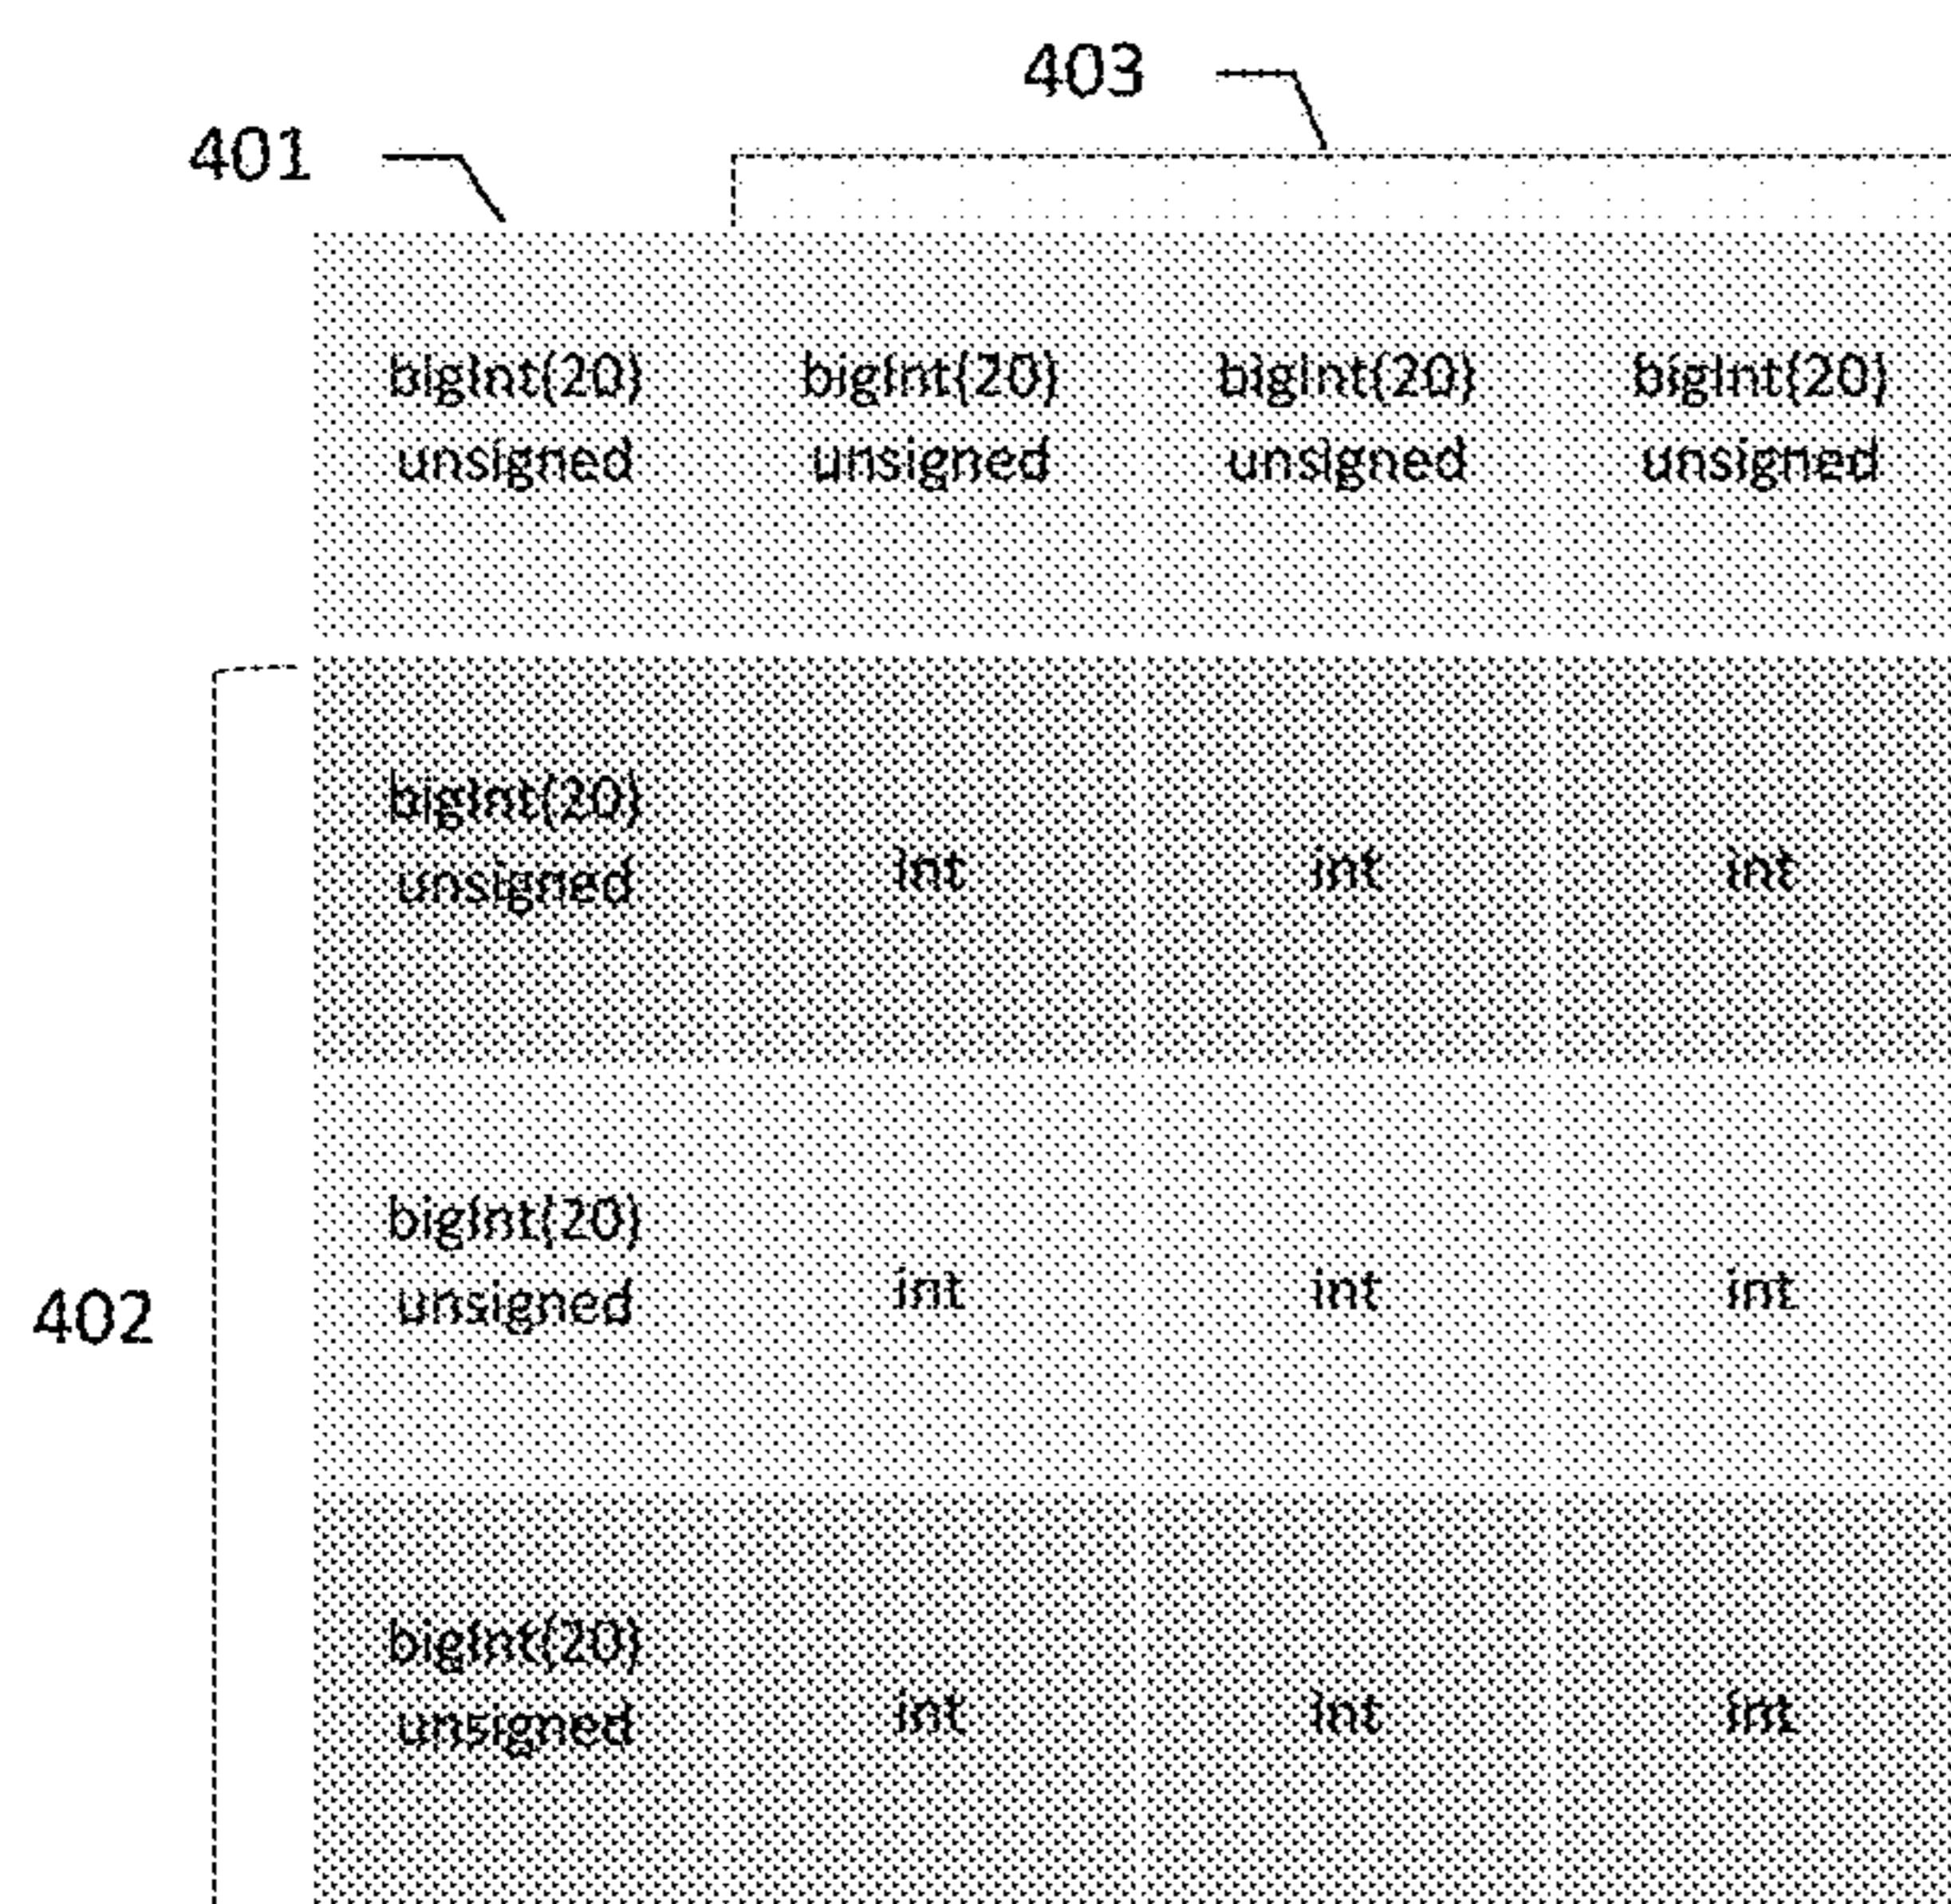 403
401
bigInt(20) bigInt(20) bigInt(20) bigInt(20)
unsigned unsigned unsigned unsigned
bigInt(20)
unsigned int int int
bigInt(20)
unsigned int int int
402
bigInt(20)
unsigned int int int